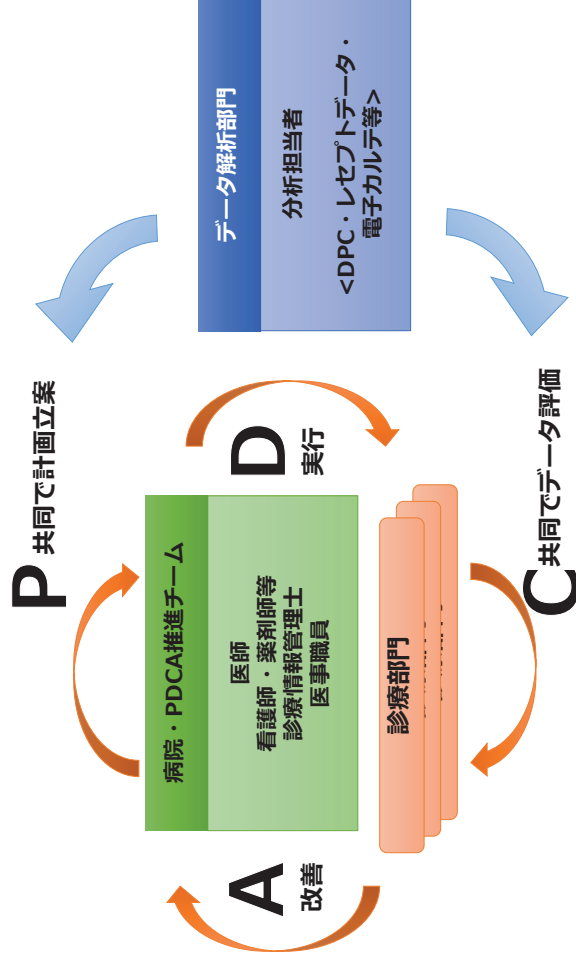 P 共同で計画立案
病院・PDCA推進チーム
医師
看護師・薬剤師等
診療情報管理士
医事職員
A
改善
D
実行
診療部門
C 共同でデータ評価
データ解析部門
分析担当者
<DPC・レセプトデータ・
電子カルテ等>